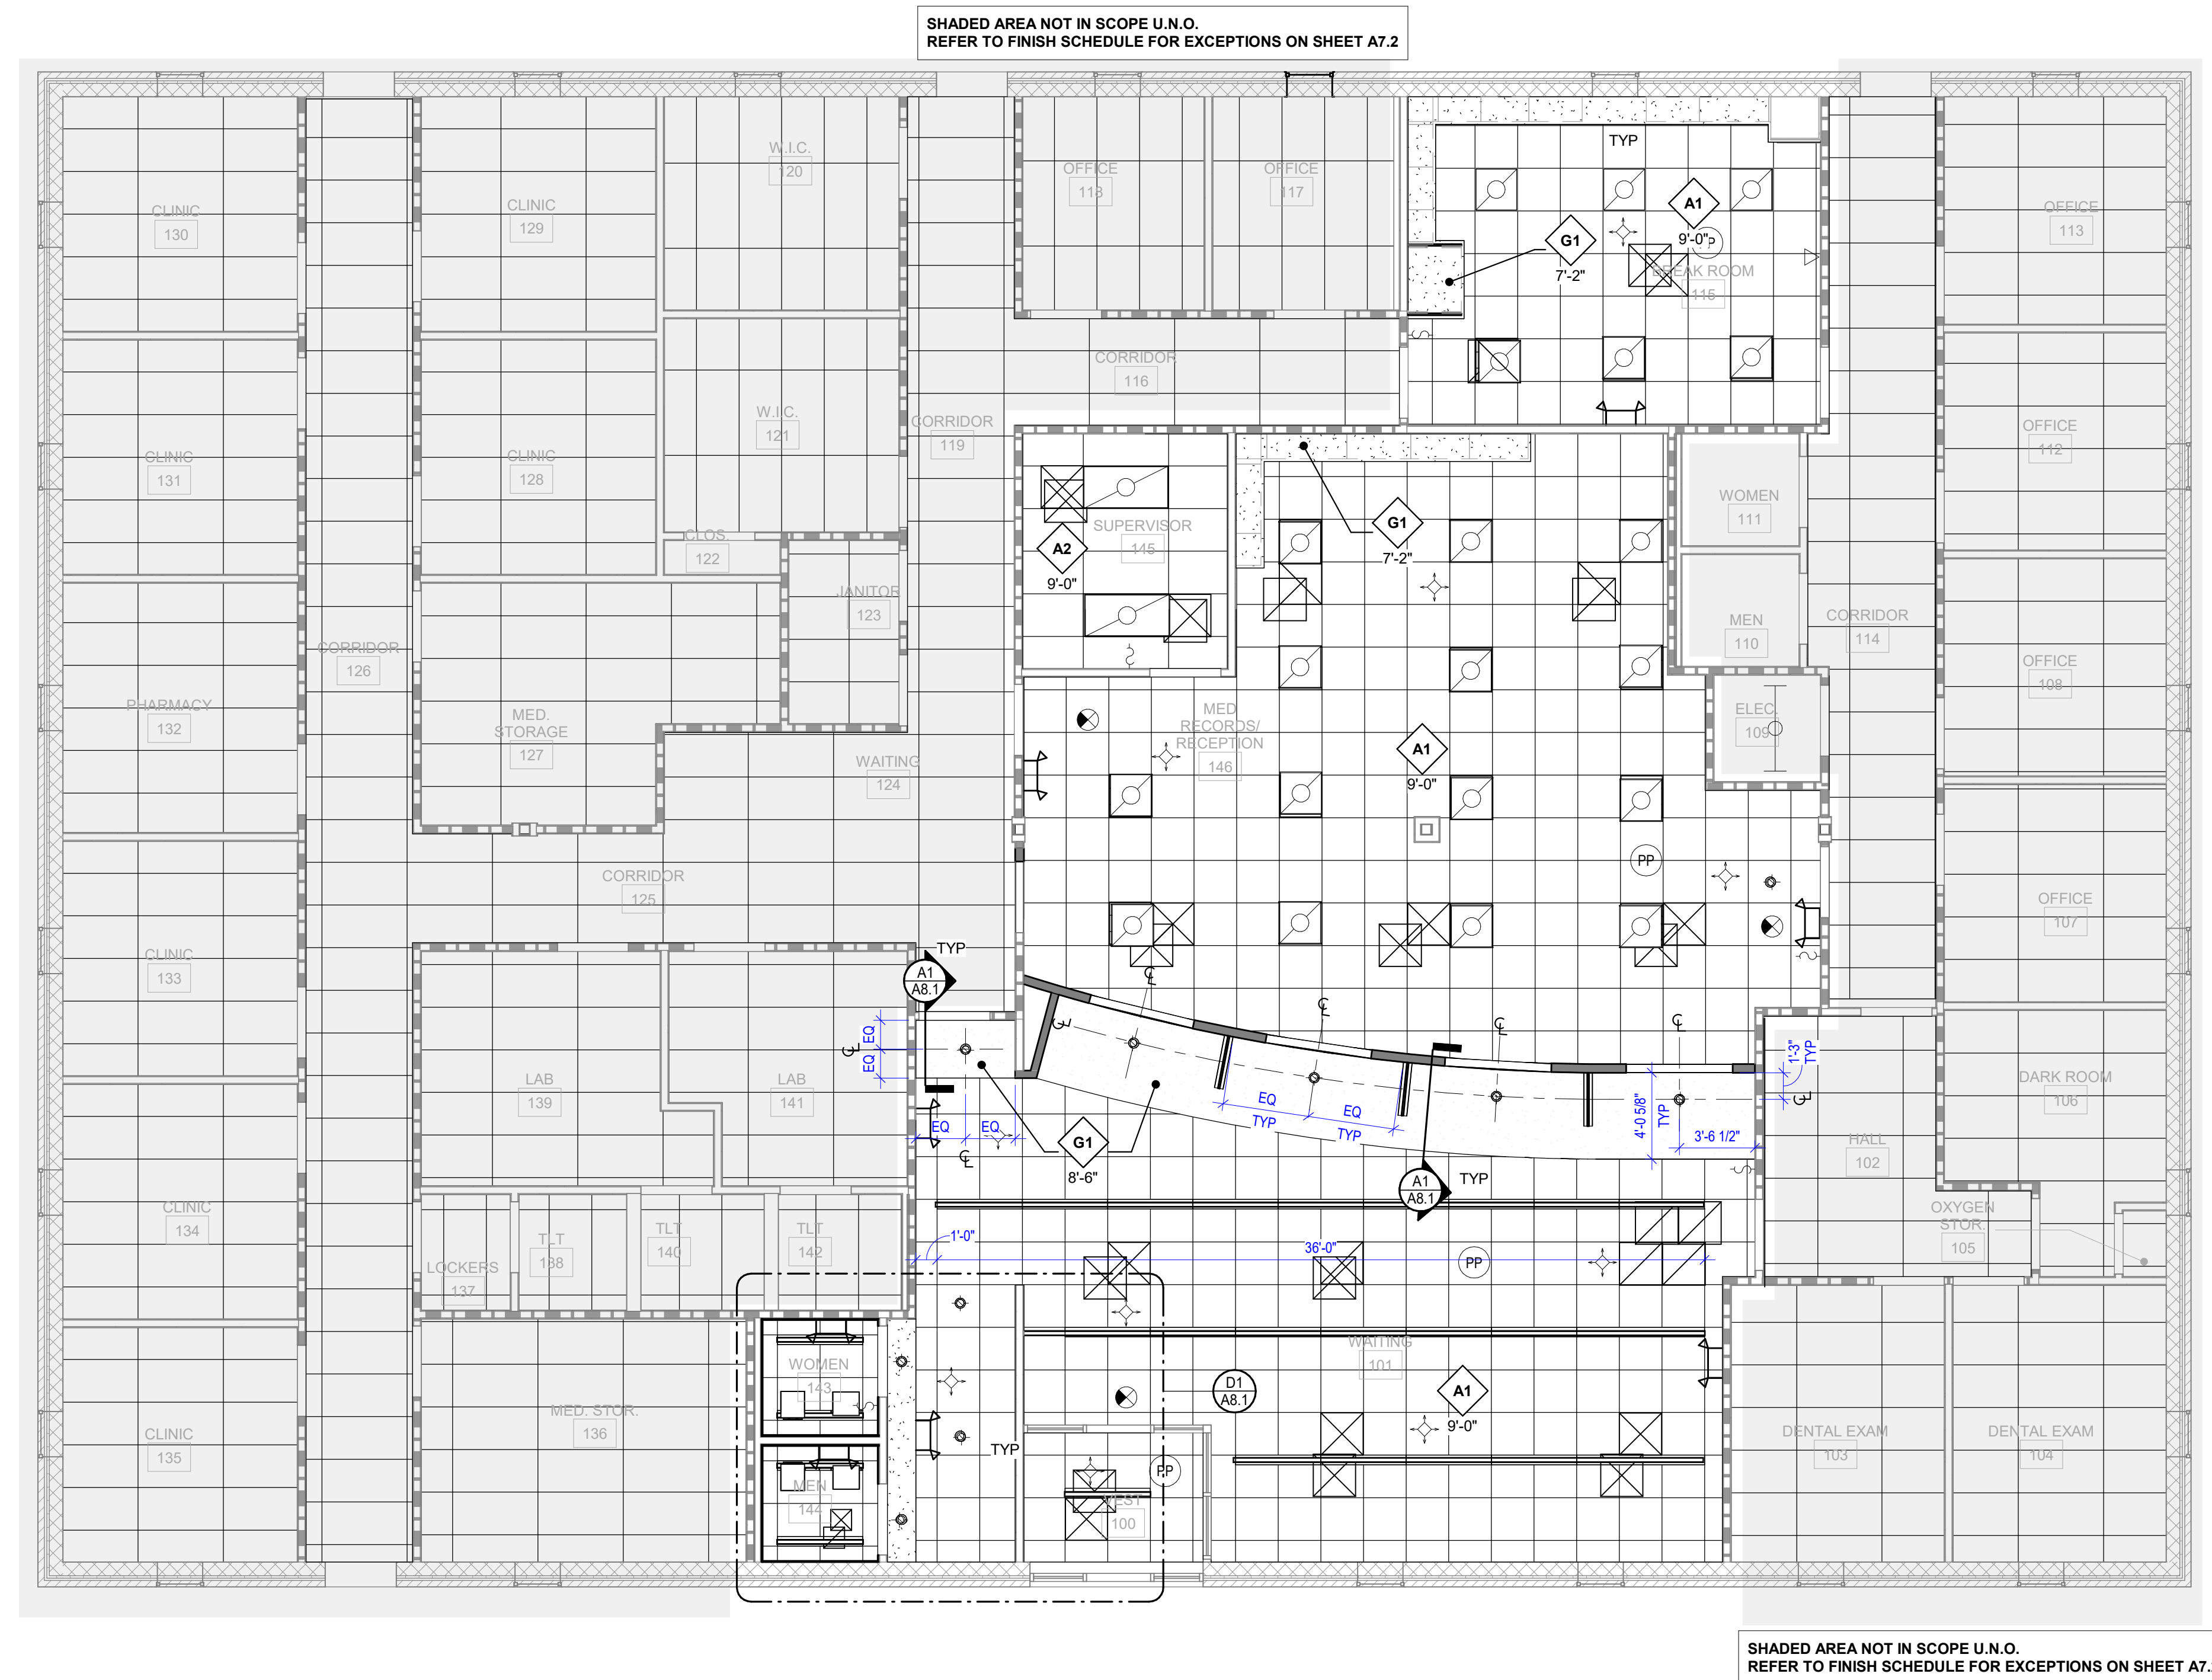 SHADED AREA NOT IN SCOPE U.N.O.
REFER TO FINISH SCHEDULE FOR EXCEPTIONS ON SHEET A7.2
CLINIC
130
CLINIC
129
W.I.C.
120
OFFICE
118
OFFICE
117
TYP
A1
9'-0"
G1
7'-2"
BREAK ROOM
115
OFFICE
113
CORRIDOR
116
CLINIC
131
CLINIC
128
W.I.C.
121
CORRIDOR
119
OFFICE
112
WOMEN
111
SUPERVISOR
145
A2
9'-0"
G1
7'-2"
CLOS.
122
JANITOR
123
CORRIDOR
126
MEN
110
CORRIDOR
114
OFFICE
108
PHARMACY
132
MED.
STORAGE
127
WAITING
124
MED
RECORDS/
RECEPTION
146
A1
9'-0"
ELEC.
109
CORRIDOR
125
PP
OFFICE
107
CLINIC
133
TYP
A1
A8.1
EQ
EQ
LAB
139
LAB
141
EQ
EQ
G1
8'-6"
EQ
TYP
EQ
TYP
A1
A8.1
TYP
4'-0 5/8"
TYP
1'-3"
TYP
3'-6 1/2"
DARK ROOM
106
HALL
102
CLINIC
134
LOCKERS
137
TLT
138
TLT
140
TLT
142
1'-0"
36'-0"
PP
OXYGEN
STOR.
105
WOMEN
143
WAITING
101
D1
A8.1
A1
9'-0"
CLINIC
135
MED. STOR.
136
MEN
144
TYP
PP
VEST
100
DENTAL EXAM
103
DENTAL EXAM
104
SHADED AREA NOT IN SCOPE U.N.O.
REFER TO FINISH SCHEDULE FOR EXCEPTIONS ON SHEET A7.